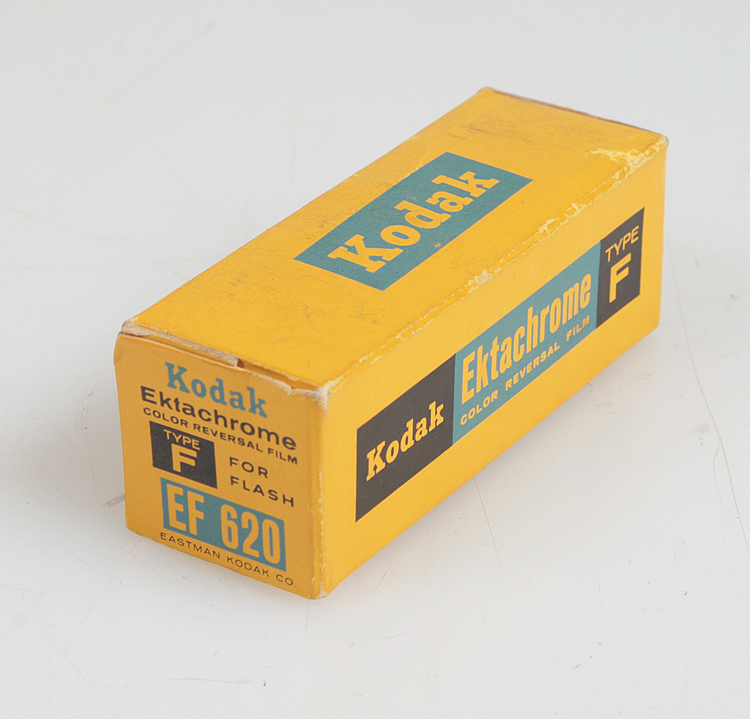 Kodak
Kodak
Ektachrome
COLOR REVERSAL FILM
TYPE
F
Kodak
Ektachrome
COLOR REVERSAL FILM
TYPE
F
FOR
FLASH
EF 620
EASTMAN KODAK CO.